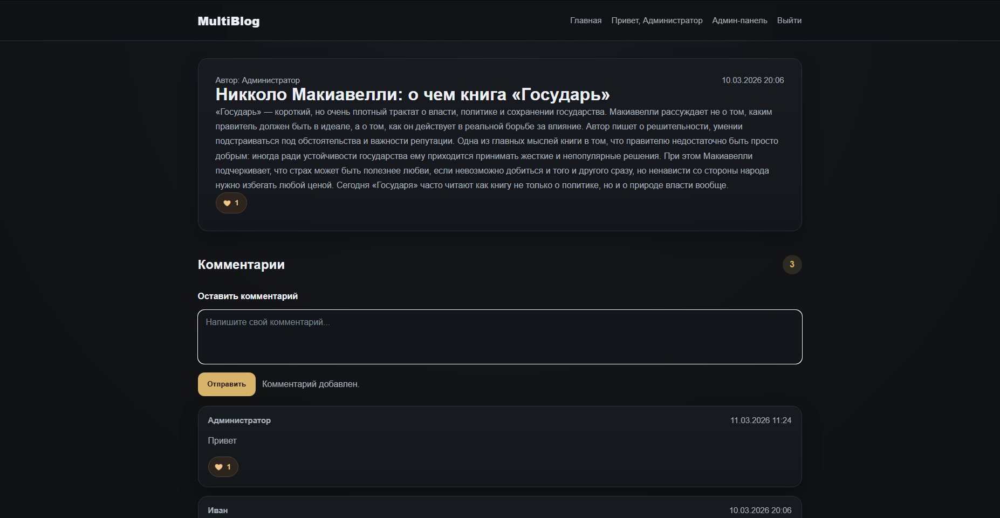 MultiBlog
Главная Привет, Администратор Админ-панель Выйти
Автор: Администратор 10.03.2026 20:06
Никколо Макиавелли: о чем книга «Государь»
«Государь» — короткий, но очень плотный трактат о власти, политике и сохранении государства. Макиавелли рассуждает не о том, каким
правитель должен быть в идеале, а о том, как он действует в реальной борьбе за влияние. Автор пишет о решительности, умении
подстраиваться под обстоятельства и важности репутации. Одна из главных мыслей книги в том, что правителю недостаточно быть просто
добрым: иногда ради устойчивости государства ему приходится принимать жесткие и непопулярные решения. При этом Макиавелли
подчеркивает, что страх может быть полезнее любви, если невозможно добиться и того и другого сразу, но ненависти со стороны народа
нужно избегать любой ценой. Сегодня «Государя» часто читают как книгу не только о политике, но и о природе власти вообще.
1
Комментарии 3
Оставить комментарий
Напишите свой комментарий...
Отправить Комментарий добавлен.
Администратор 11.03.2026 11:24
Привет
1
Иван 10.03.2026 20:06